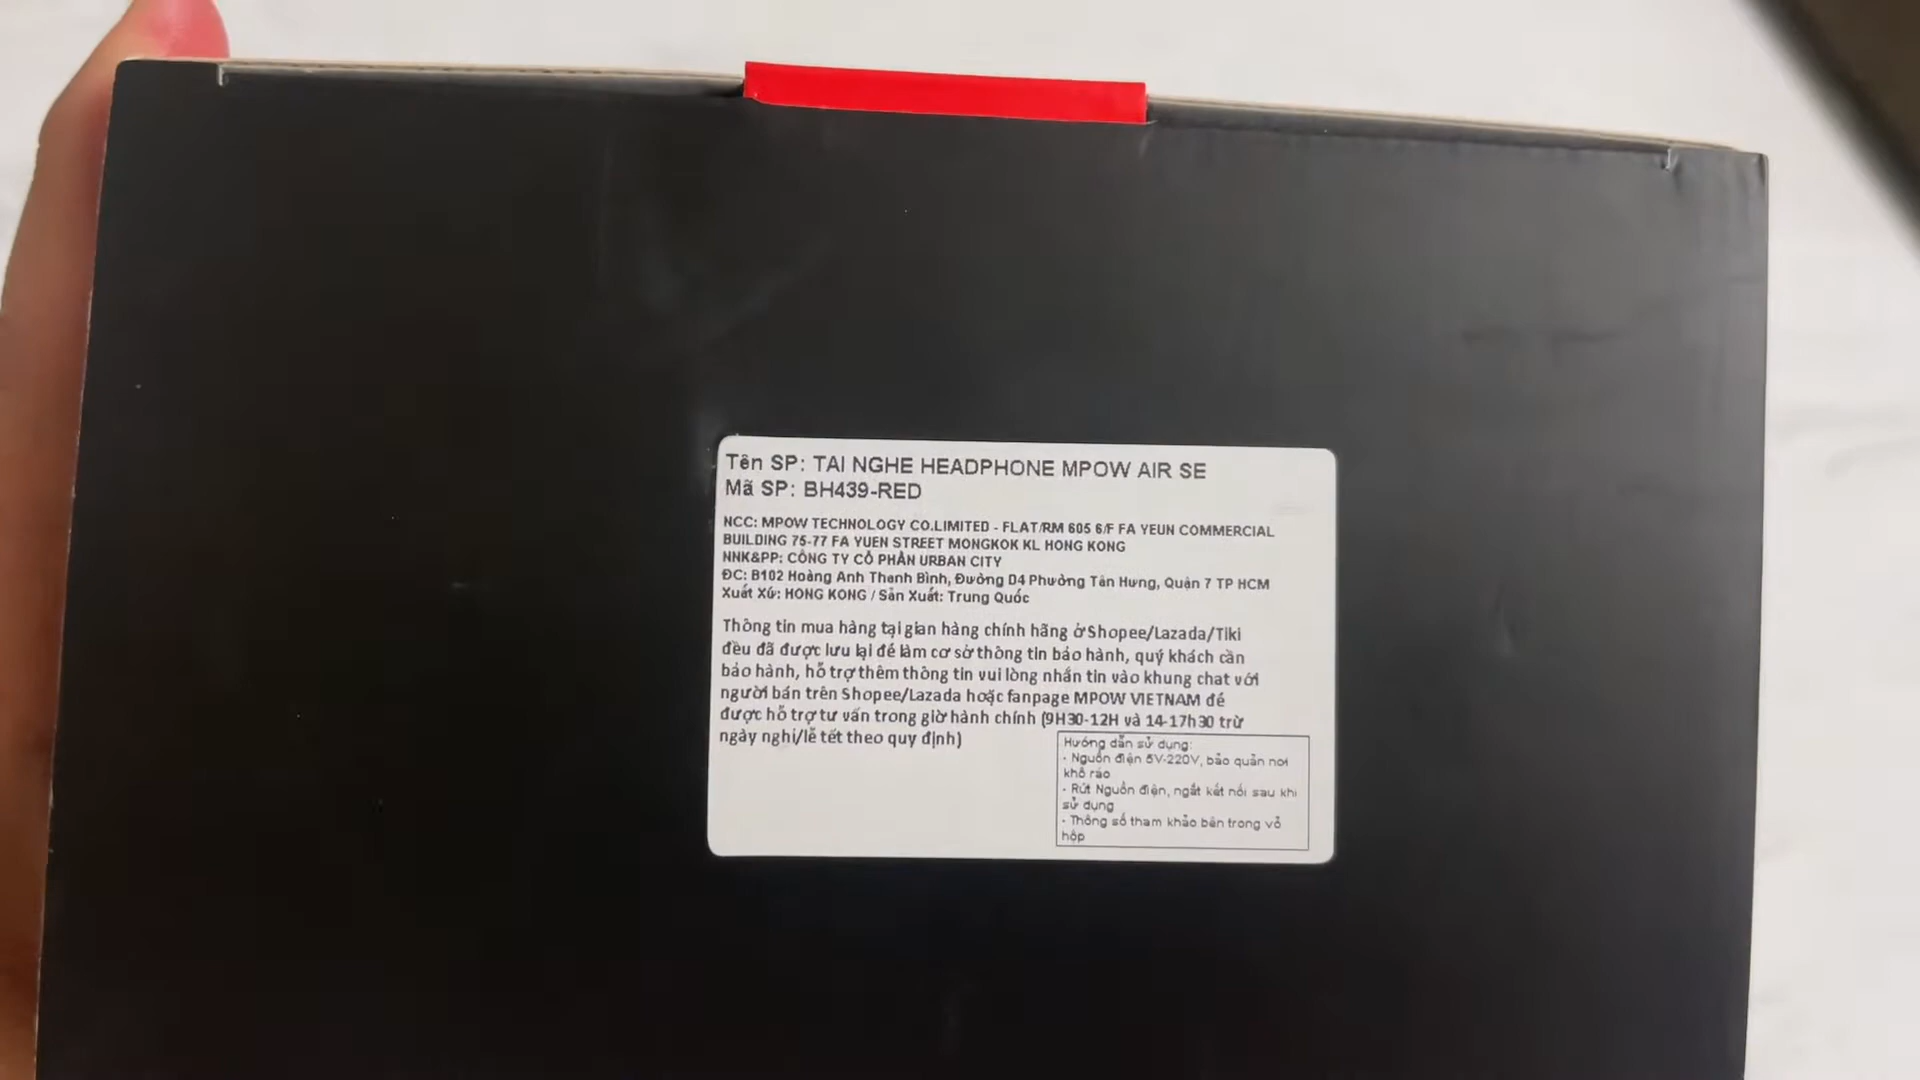 Tên SP: TAI NGHE HEADPHONE MPOW AIR SE
Mã SP: BH439-RED
NCC: MPOW TECHNOLOGY CO.LIMITED - FLAT/RM 605 6/F FA YEUN COMMERCIAL
BUILDING 75-77 FA YUEN STREET MONGKOK KL HONG KONG
NNK&PP: CÔNG TY CỔ PHẦN URBAN CITY
ĐC: B102 Hoàng Anh Thanh Bình, Đường D4 Phường Tân Hưng, Quận 7 TP HCM
Xuất Xứ: HONG KONG / Sản Xuất: Trung Quốc
Thông tin mua hàng tại gian hàng chính hãng ở Shopee/Lazada/Tiki
đều đã được lưu lại để làm cơ sở thông tin bảo hành, quý khách cần
bảo hành, hỗ trợ thêm thông tin vui lòng nhắn tin vào khung chat với
người bán trên Shopee/Lazada hoặc fanpage MPOW VIETNAM để
được hỗ trợ tư vấn trong giờ hành chính (9H30-12H và 14-17h30 trừ
ngày nghỉ/lễ tết theo quy định)
Hướng dẫn sử dụng:
- Nguồn điện 5V-220V, bảo quản nơi
khô ráo
- Rút Nguồn điện, ngắt kết nối sau khi
sử dụng
- Thông số tham khảo bên trong vỏ
hộp